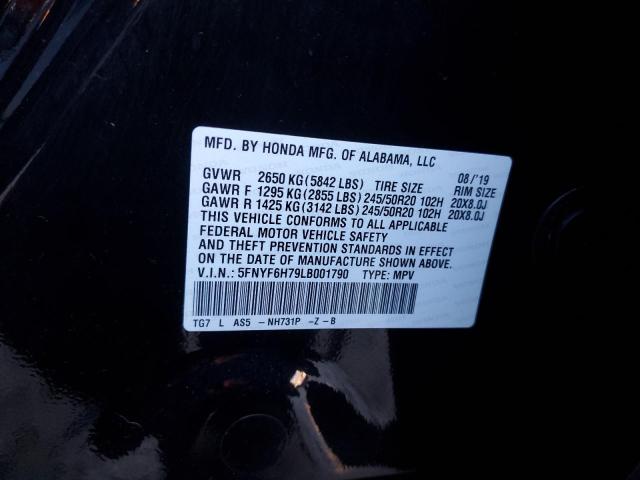 MFD. BY HONDA MFG. OF ALABAMA, LLC 08/'19
GVWR 2650 KG(5842 LBS) TIRE SIZE RIM SIZE
GAWR F 1295 KG(2855 LBS)245/50R20 102H 20X8.0J
GAWR R 1425 KG(3142 LBS)245/50R20 102H 20X8.0J
THIS VEHICLE CONFORMS TO ALL APPLICABLE
FEDERAL MOTOR VEHICLE SAFETY
AND THEFT PREVENTION STANDARDS IN EFFECT
ON THE DATE OF MANUFACTURE SHOWN ABOVE.
V.I.N.: 5FNYF6H79LB001790 TYPE: MPV
TG7 L AS5 -NH731P -Z-B